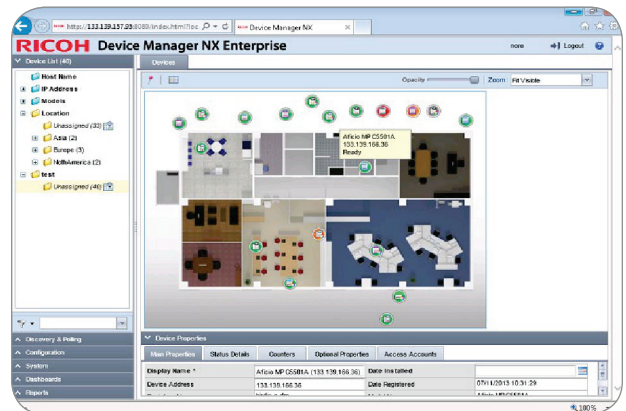 http://133.139.157.93:8080/index.html?loc
Device Manager NX
RICOH Device Manager NX Enterprise
none
Logout
Device List (40)
Devices
Host Name
IP Address
Models
Location
Unassigned (33)
Asia (2)
Europe (3)
NorthAmerica (2)
test
Unassigned (40)
Opacity
Zoom
Fit Visible
Aficio MP C5501A
133.139.166.36
Ready
Discovery & Polling
Configuration
System
Dashboards
Reports
Device Properties
Main Properties
Status Details
Counters
Optional Properties
Access Accounts
Display Name *
Aficio MP C5501A (133.139.166.36)
Date Installed
Device Address
133.139.166.36
Date Registered
07/11/2013 10:31:29
100%